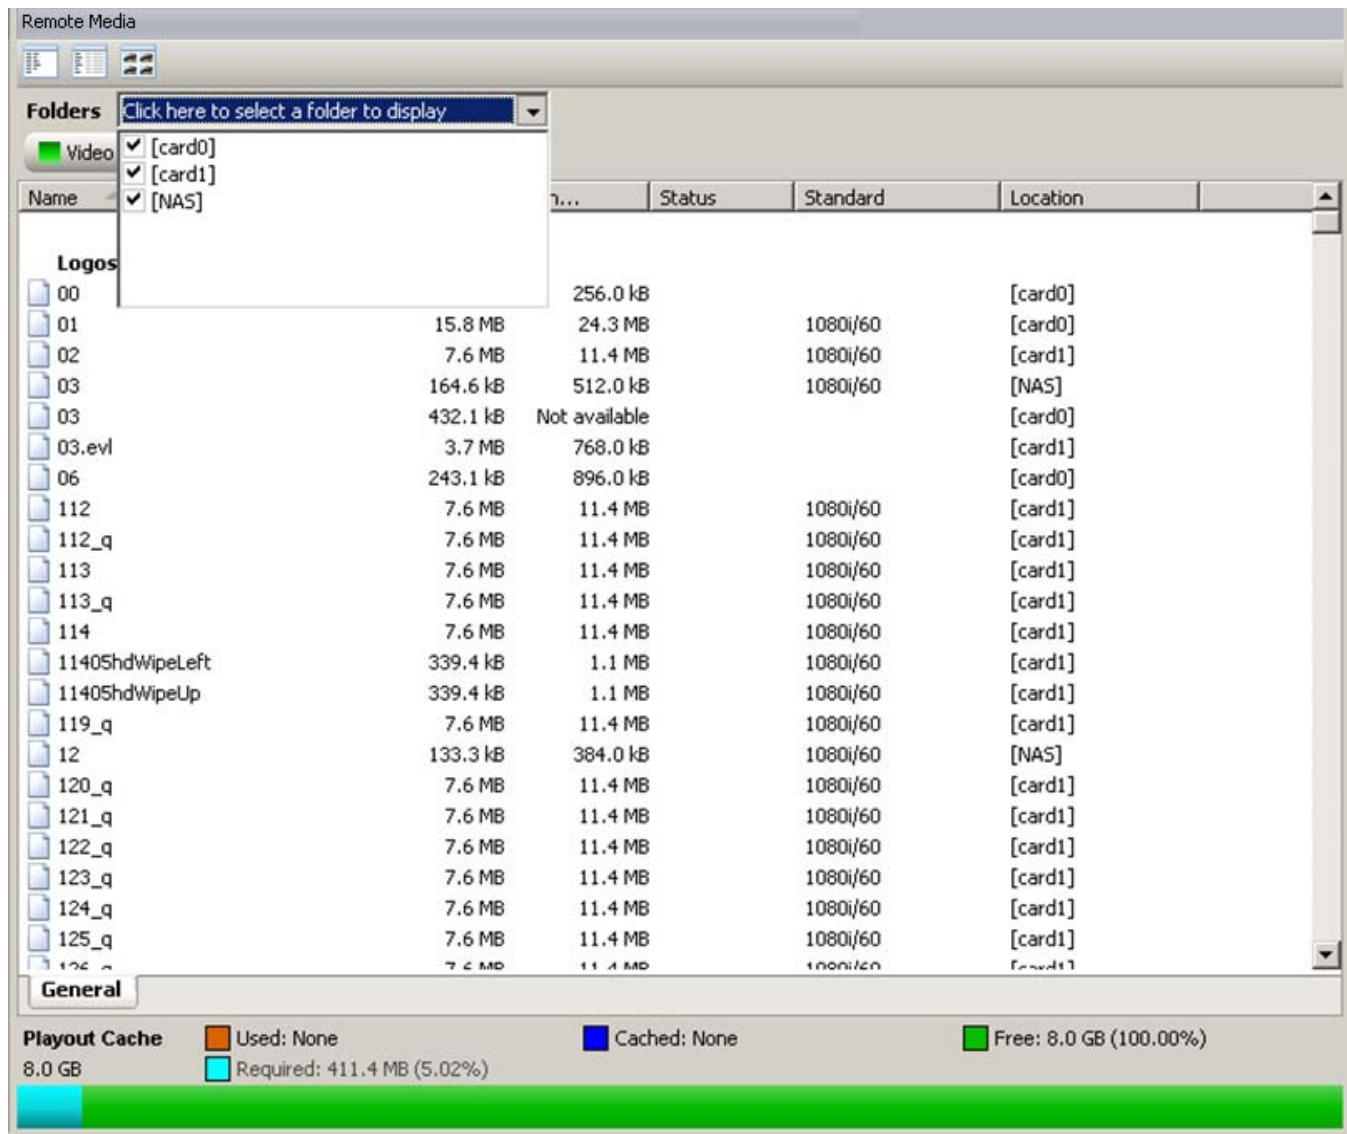 Remote Media
Folders Click here to select a folder to display
Video [card0]
[card1]
[NAS]
Name n... Status Standard Location
Logos
00 256.0 kB [card0]
01 15.8 MB 24.3 MB 1080i/60 [card0]
02 7.6 MB 11.4 MB 1080i/60 [card1]
03 164.6 kB 512.0 kB 1080i/60 [NAS]
03 432.1 kB Not available [card0]
03.evl 3.7 MB 768.0 kB [card1]
06 243.1 kB 896.0 kB [card0]
112 7.6 MB 11.4 MB 1080i/60 [card1]
112_q 7.6 MB 11.4 MB 1080i/60 [card1]
113 7.6 MB 11.4 MB 1080i/60 [card1]
113_q 7.6 MB 11.4 MB 1080i/60 [card1]
114 7.6 MB 11.4 MB 1080i/60 [card1]
11405hdWipeLeft 339.4 kB 1.1 MB 1080i/60 [card1]
11405hdWipeUp 339.4 kB 1.1 MB 1080i/60 [card1]
119_q 7.6 MB 11.4 MB 1080i/60 [card1]
12 133.3 kB 384.0 kB 1080i/60 [NAS]
120_q 7.6 MB 11.4 MB 1080i/60 [card1]
121_q 7.6 MB 11.4 MB 1080i/60 [card1]
122_q 7.6 MB 11.4 MB 1080i/60 [card1]
123_q 7.6 MB 11.4 MB 1080i/60 [card1]
124_q 7.6 MB 11.4 MB 1080i/60 [card1]
125_q 7.6 MB 11.4 MB 1080i/60 [card1]
126_q 7.6 MB 11.4 MB 1080i/60 [card1]
General
Playout Cache Used: None Cached: None Free: 8.0 GB (100.00%)
8.0 GB Required: 411.4 MB (5.02%)